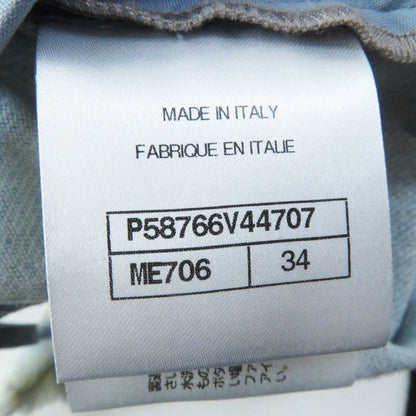 MADE IN ITALY
FABRIQUE EN ITALIE
P58766V44707
ME706 34